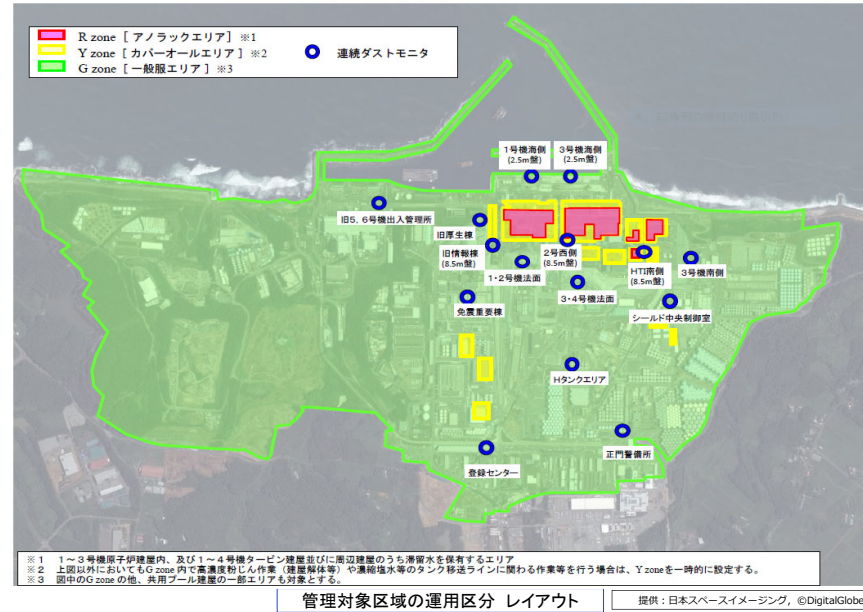 R zone [ アノラックエリア] ※1
Y zone [ カバーオールエリア] ※2
G zone [ 一般服エリア ] ※3
連続ダストモニタ
1号機海側
(2.5m盤)
3号機海側
(2.5m盤)
旧5, 6号機出入管理所
旧厚生棟
旧情報棟
(8.5m盤)
2号西側
(8.5m盤)
HTI南側
(8.5m盤)
3号機南側
1・2号機法面
3・4号機法面
免震重要棟
シールド中央制御室
Hタンクエリア
正門警備所
登録センター
※1 1～3号機原子炉建屋内、及び1～4号機タービン建屋並びに周辺建屋のうち滞留水を保有するエリア
※2 上図以外においてもG zone 内で高濃度粉じん作業（建屋解体等）や濃縮塩水等のタンク移送ラインに関わる作業等を行う場合は、Y zoneを一時的に設定する。
※3 図中のG zone の他、共用プール建屋の一部エリアも対象とする。
管理対象区域の運用区分 レイアウト
提供：日本スペースイメージング，©DigitalGlobe